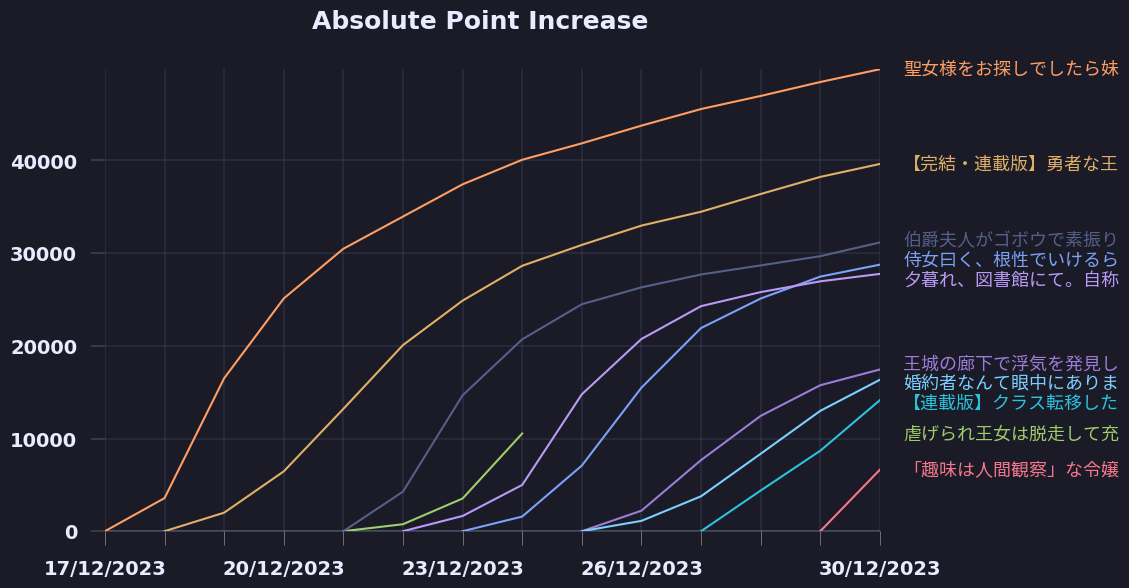 Absolute Point Increase
聖女様をお探しでしたら妹
【完結・連載版】勇者な王
伯爵夫人がゴボウで素振り
侍女曰く、根性でいけるら
夕暮れ、図書館にて。自称
王城の廊下で浮気を発見し
婚約者なんて眼中にありま
【連載版】クラス転移した
虐げられ王女は脱走して充
「趣味は人間観察」な令嬢
40000
30000
20000
10000
0
17/12/2023
20/12/2023
23/12/2023
26/12/2023
30/12/2023